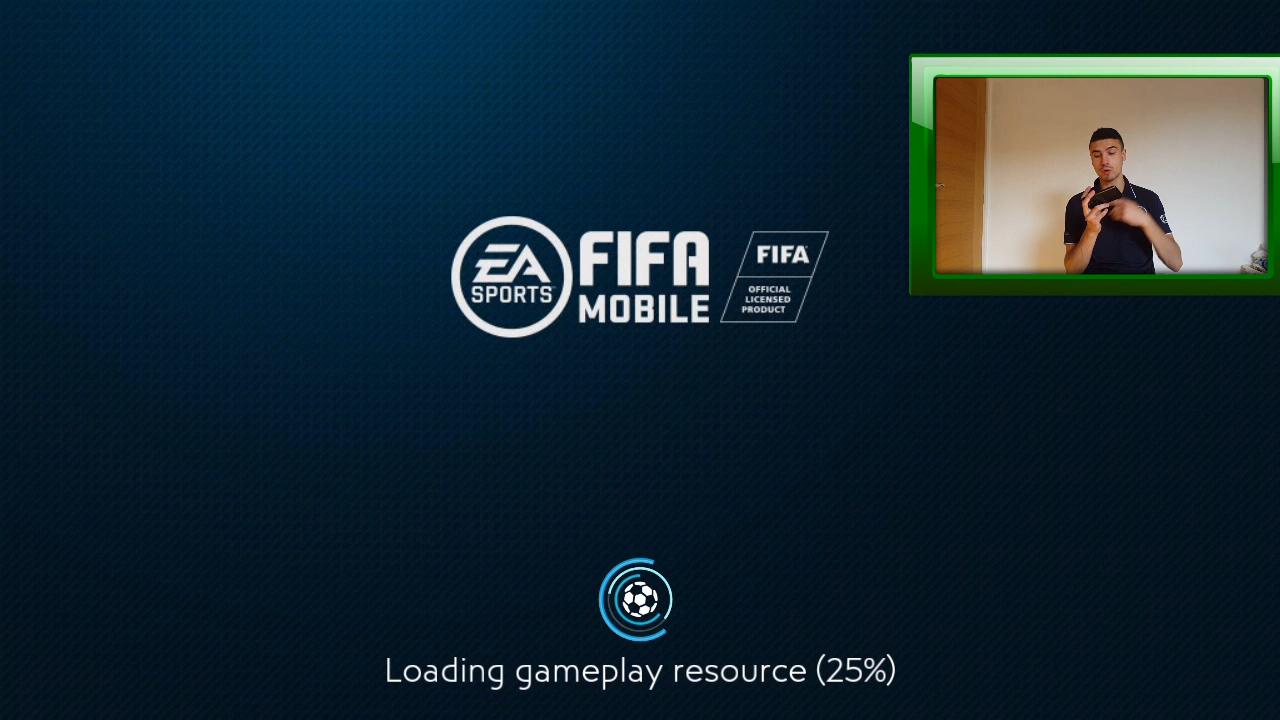 EA
SPORTS
FIFA
MOBILE
FIFA
OFFICIAL
LICENSED
PRODUCT
Loading gameplay resource (25%)